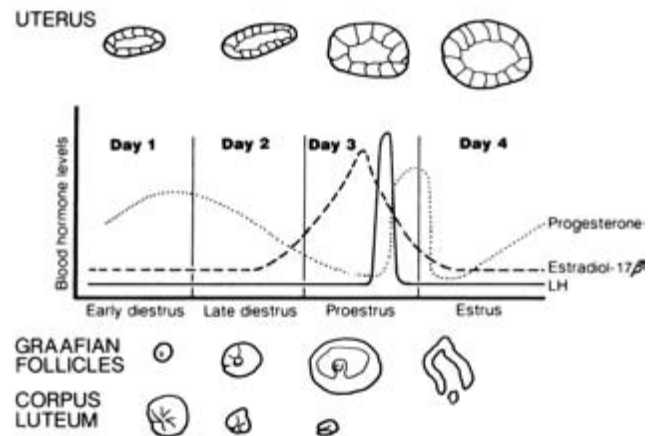 UTERUS
Day 1 Day 2 Day 3 Day 4
Blood hormone levels
Progesterone
Estradiol-17β
LH
Early diestrus Late diestrus Proestrus Estrus
GRAAFIAN
FOLLICLES
CORPUS
LUTEUM